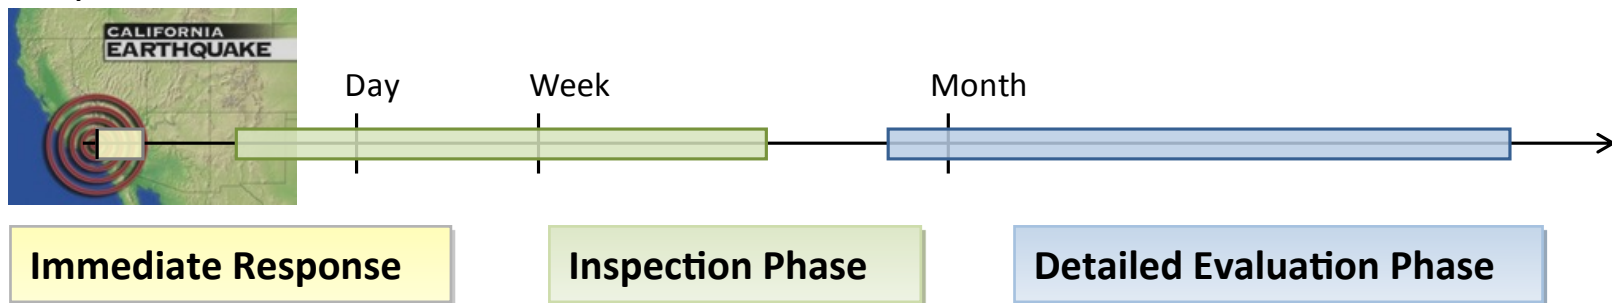 CALIFORNIA
EARTHQUAKE
Day
Week
Month
Immediate Response
Inspection Phase
Detailed Evaluation Phase